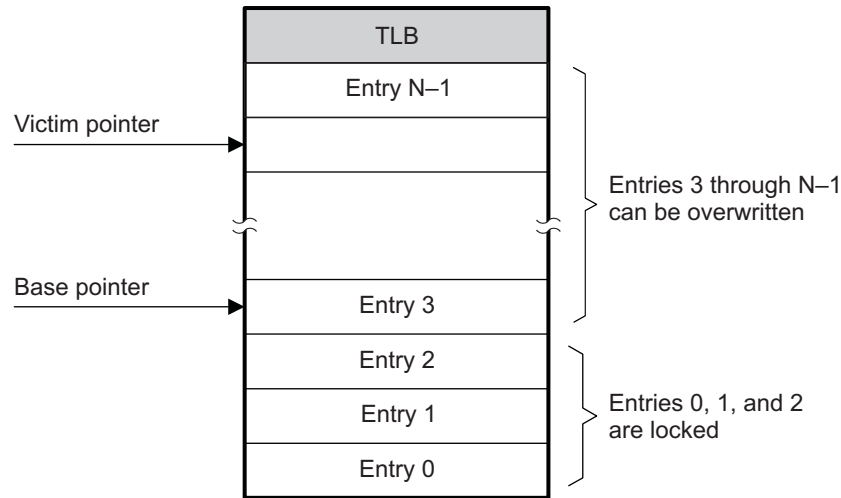 TLB
Entry N–1
Victim pointer
Entries 3 through N–1
can be overwritten
Base pointer
Entry 3
Entry 2
Entry 1
Entries 0, 1, and 2
are locked
Entry 0